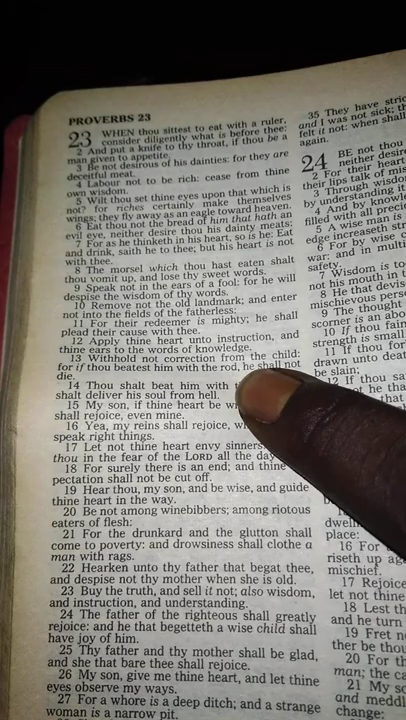 PROVERBS 23
23 WHEN thou sittest to eat with a ruler,
consider diligently what is before thee:
2 And put a knife to thy throat, if thou be a
man given to appetite.
3 Be not desirous of his dainties: for they are
deceitful meat.
4 Labour not to be rich: cease from thine
own wisdom.
5 Wilt thou set thine eyes upon that which is
not? for riches certainly make themselves
wings; they fly away as an eagle toward heaven.
6 Eat thou not the bread of him that hath an
evil eye, neither desire thou his dainty meats:
7 For as he thinketh in his heart, so is he: Eat
and drink, saith he to thee; but his heart is not
with thee.
8 The morsel which thou hast eaten shalt
thou vomit up, and lose thy sweet words.
9 Speak not in the ears of a fool: for he will
despise the wisdom of thy words.
10 Remove not the old landmark; and enter
not into the fields of the fatherless:
11 For their redeemer is mighty; he shall
plead their cause with thee.
12 Apply thine heart unto instruction, and
thine ears to the words of knowledge.
13 Withhold not correction from the child:
for if thou beatest him with the rod, he shall not
die.
14 Thou shalt beat him with
shalt deliver his soul from hell.
15 My son, if thine heart be
shall rejoice, even mine.
16 Yea, my reins shall rejoice,
speak right things.
17 Let not thine heart envy sinners
thou in the fear of the LORD all the day
18 For surely there is an end; and thine
pectation shall not be cut off.
19 Hear thou, my son, and be wise, and guide
thine heart in the way.
20 Be not among winebibbers; among riotous
eaters of flesh:
21 For the drunkard and the glutton shall
come to poverty: and drowsiness shall clothe a
man with rags.
22 Hearken unto thy father that begat thee,
and despise not thy mother when she is old.
23 Buy the truth, and sell it not; also wisdom,
and instruction, and understanding.
24 The father of the righteous shall greatly
rejoice: and he that begetteth a wise child shall
have joy of him.
25 Thy father and thy mother shall be glad,
and she that bare thee shall rejoice.
26 My son, give me thine heart, and let thine
eyes observe my ways.
27 For a whore is a deep ditch; and a strange
woman is a narrow pit.
35 They have
and I was not sick;
felt it not: when shall
again.
24 BE not thou
neither desire
2 For their heart
their lips talk of
3 Through wisdom
by understanding it
4 And by
filled with all
5 A wise man is
edge increaseth
6 For by wise
war: and in
safety.
7 Wisdom is
not his mouth in
8 He that
mischievous
9 The thought
scorner is an
10 If thou
strength is small
11 If thou
drawn unto
be slain;
12 If thou
place:
16 For
riseth up
mischief.
17 Rejoice
let not thine
18 Lest
and he turn
19 Fret
ther be thou
20 For
man; the
21 My
and
change: